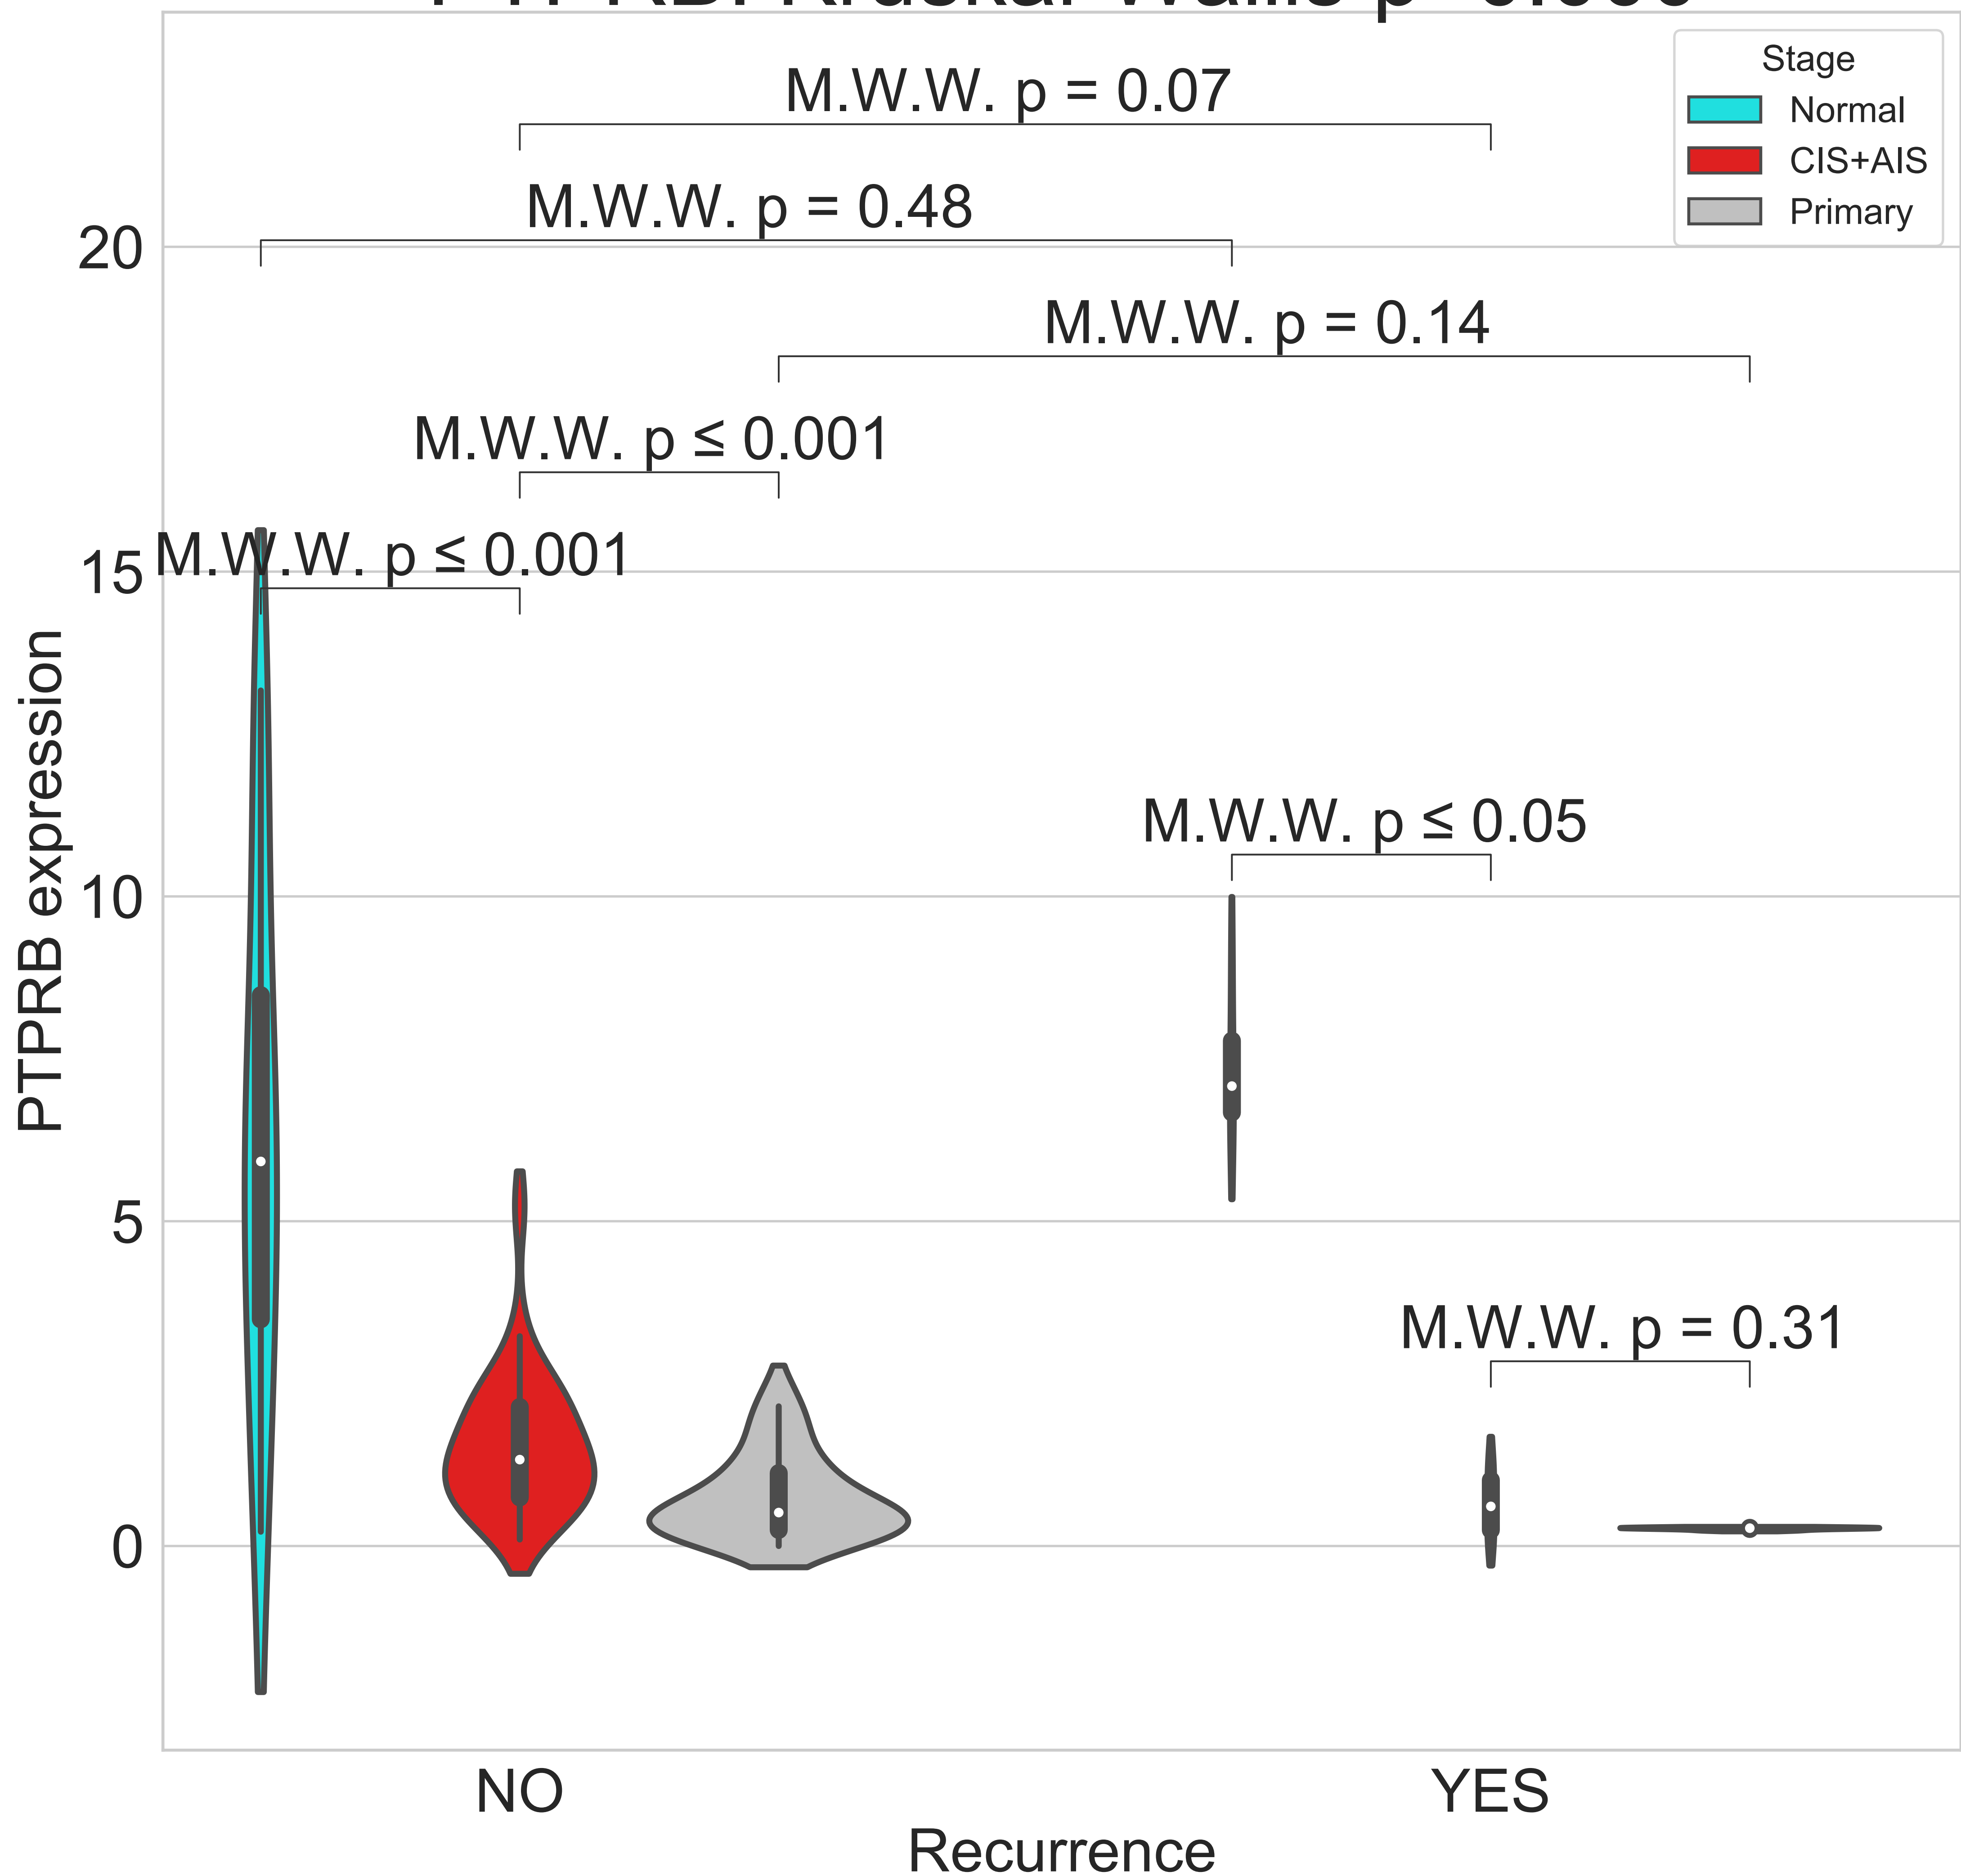 Stage
Normal
CIS+AIS
Primary
M.W.W. p = 0.07
M.W.W. p = 0.48
M.W.W. p = 0.14
M.W.W. p ≤ 0.001
M.W.W. p ≤ 0.001
M.W.W. p ≤ 0.05
M.W.W. p = 0.31
20
15
10
5
0
PTPRB expression
NO
YES
Recurrence